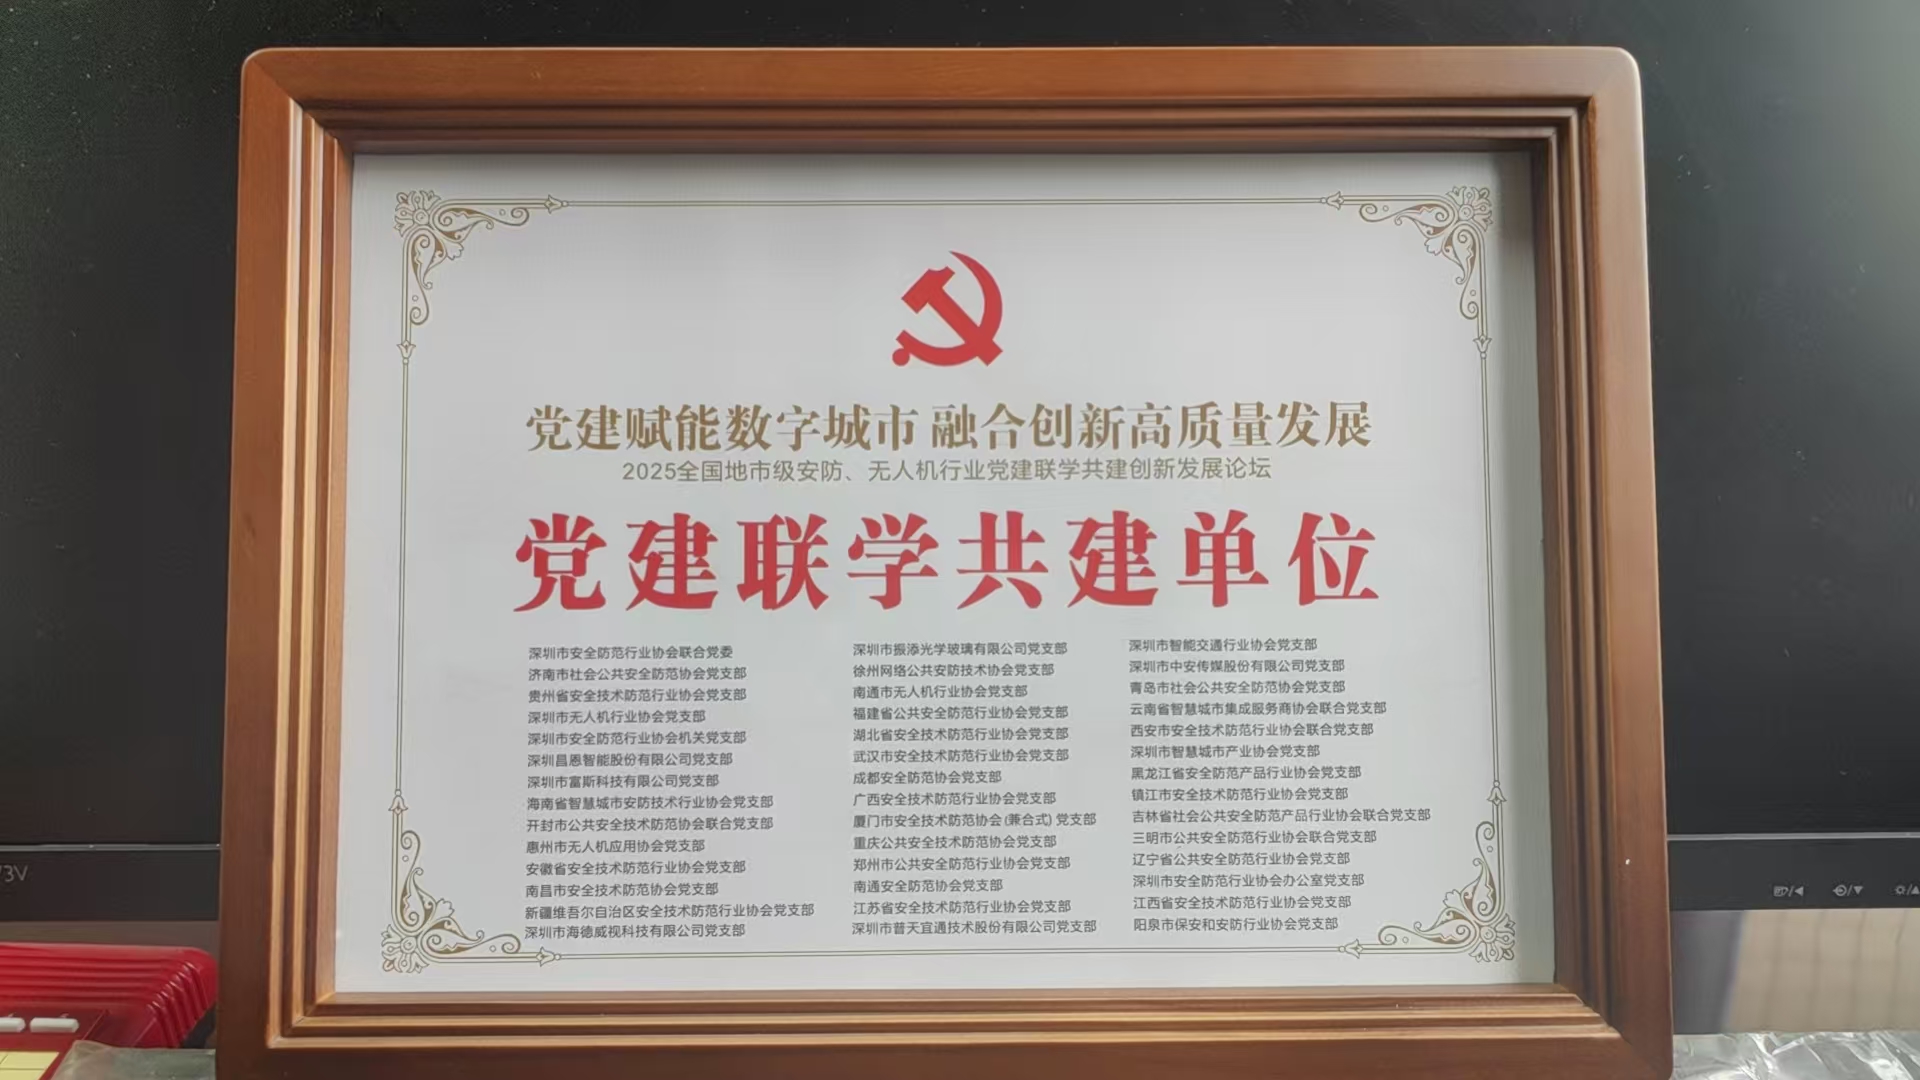 党建赋能数字城市 融合创新高质量发展
2025全国地市级安防、无人机行业党建联学共建创新发展论坛
党建联学共建单位
深圳市安全防范行业协会联合党委
济南市社会公共安全防范协会党支部
贵州省安全技术防范行业协会党支部
深圳市无人机行业协会党支部
深圳市安全防范行业协会机关党支部
深圳昌恩智能股份有限公司党支部
深圳市富斯科技有限公司党支部
海南省智慧城市安防技术行业协会党支部
开封市公共安全技术防范协会联合党支部
惠州市无人机应用协会党支部
安徽省安全技术防范行业协会党支部
南昌市安全技术防范协会党支部
新疆维吾尔自治区安全技术防范行业协会党支部
深圳市海德威视科技有限公司党支部
深圳市振添光学玻璃有限公司党支部
徐州网络公共安防技术协会党支部
南通市无人机行业协会党支部
福建省公共安全防范行业协会党支部
湖北省安全技术防范行业协会党支部
武汉市安全技术防范行业协会党支部
成都安全防范协会党支部
广西安全技术防范行业协会党支部
厦门市安全技术防范协会(兼合式)党支部
重庆公共安全技术防范协会党支部
郑州市公共安全防范行业协会党支部
南通安全防范协会党支部
江苏省安全技术防范行业协会党支部
深圳市普天宜通技术股份有限公司党支部
深圳市智能交通行业协会党支部
深圳市中安传媒股份有限公司党支部
青岛市社会公共安全防范协会党支部
云南省智慧城市集成服务商协会联合党支部
西安市安全技术防范行业协会联合党支部
深圳市智慧城市产业协会党支部
黑龙江省安全防范产品行业协会党支部
镇江市安全技术防范行业协会党支部
吉林省社会公共安全防范产品行业协会联合党支部
三明市公共安全防范行业协会联合党支部
辽宁省公共安全防范行业协会党支部
深圳市安全防范行业协会办公室党支部
江西省安全技术防范行业协会党支部
阳泉市保安和安防行业协会党支部